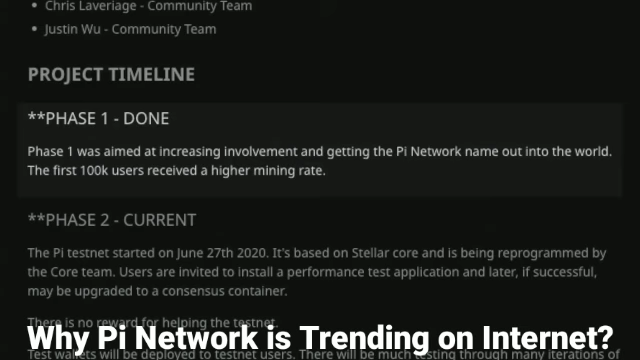 • Chris Laveriage - Community Team
• Justin Wu - Community Team
PROJECT TIMELINE
**PHASE 1 - DONE
Phase 1 was aimed at increasing involvement and getting the Pi Network name out into the world.
The first 100k users received a higher mining rate.
**PHASE 2 - CURRENT
The Pi testnet started on June 27th 2020. It's based on Stellar core and is being reprogrammed by
the Core team. Users are invited to install a performance test application and later, if successful,
may be upgraded to a consensus container.
There is no reward for helping the testnet.
Why Pi Network is Trending on Internet?
Test wallets will be deployed to testnet users. There will be much testing through many iterations of